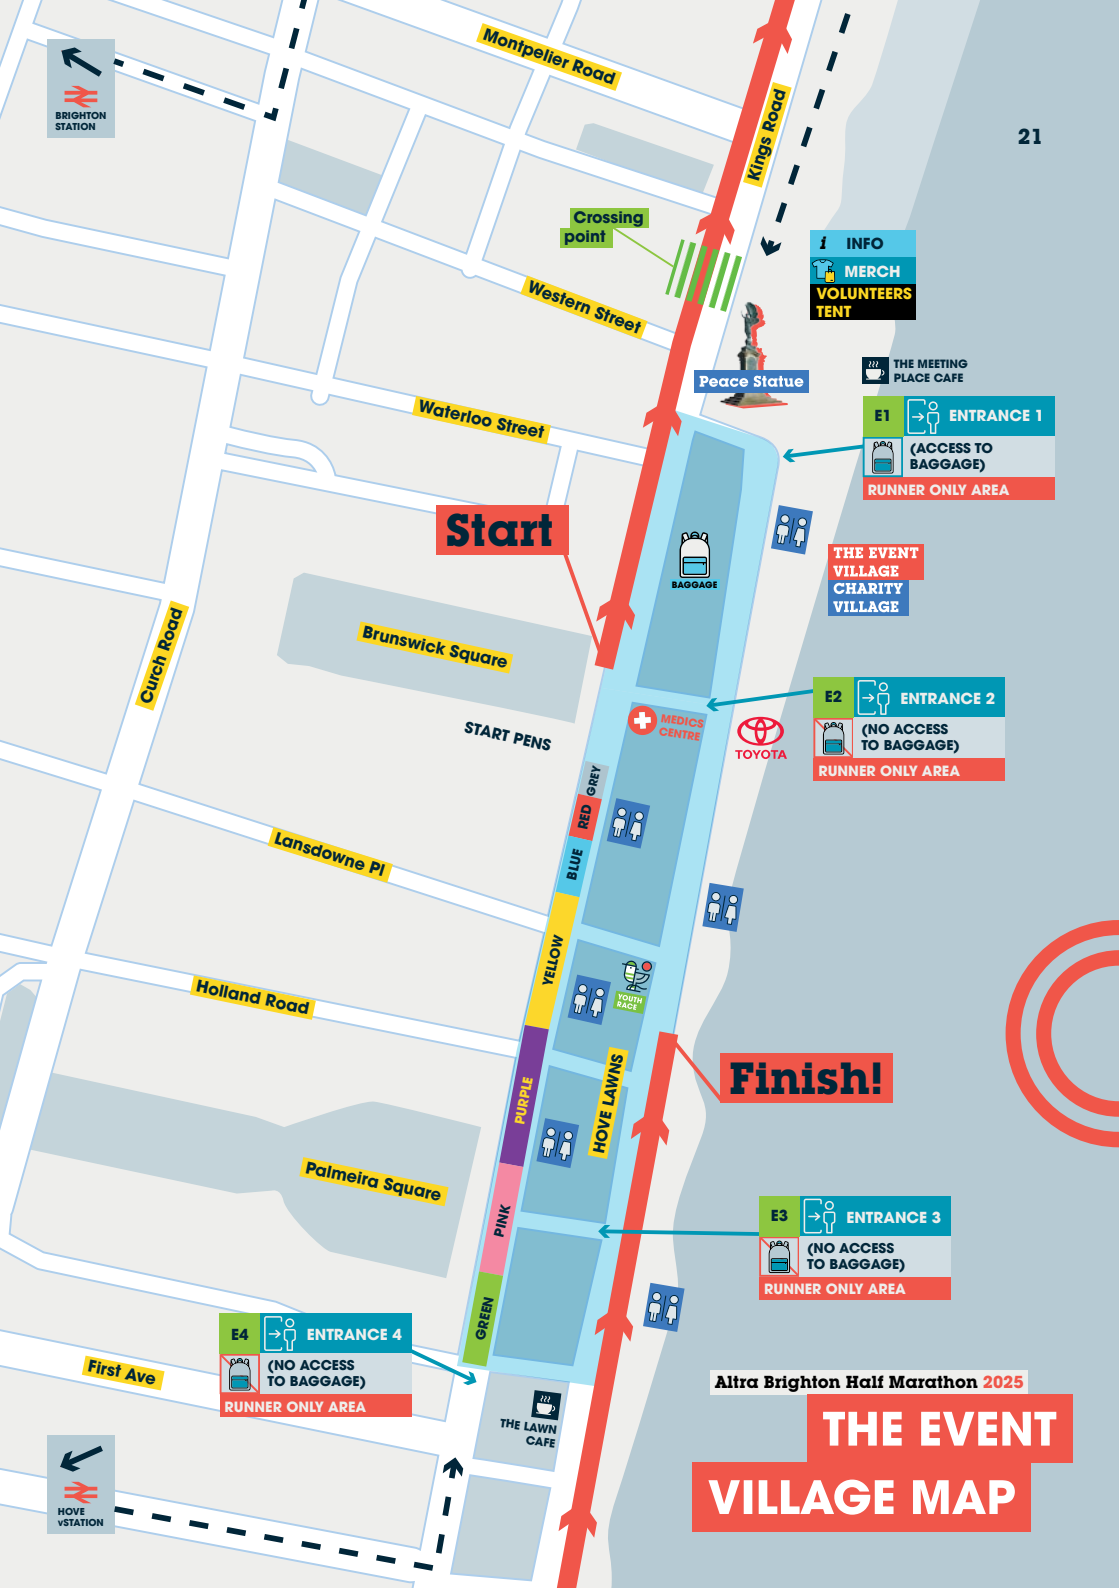 Montpelier Road
BRIGHTON
STATION
Kings Road
21
Crossing
point
i INFO
MERCH
VOLUNTEERS
TENT
Western Street
THE MEETING
PLACE CAFE
Peace Statue
E1 ENTRANCE 1
(ACCESS TO
BAGGAGE)
RUNNER ONLY AREA
Waterloo Street
Start
BAGGAGE
THE EVENT
VILLAGE
CHARITY
VILLAGE
Curch Road
Brunswick Square
E2 ENTRANCE 2
(NO ACCESS
TO BAGGAGE)
RUNNER ONLY AREA
MEDICS
CENTRE
START PENS
TOYOTA
GREY
RED
BLUE
Lansdowne Pl
YELLOW
YOUTH
RACE
Holland Road
HOVE LAWNS
Finish!
PURPLE
Palmeira Square
PINK
E3 ENTRANCE 3
(NO ACCESS
TO BAGGAGE)
RUNNER ONLY AREA
GREEN
E4 ENTRANCE 4
(NO ACCESS
TO BAGGAGE)
RUNNER ONLY AREA
First Ave
THE LAWN
CAFE
Altra Brighton Half Marathon 2025
THE EVENT
VILLAGE MAP
HOVE
vSTATION